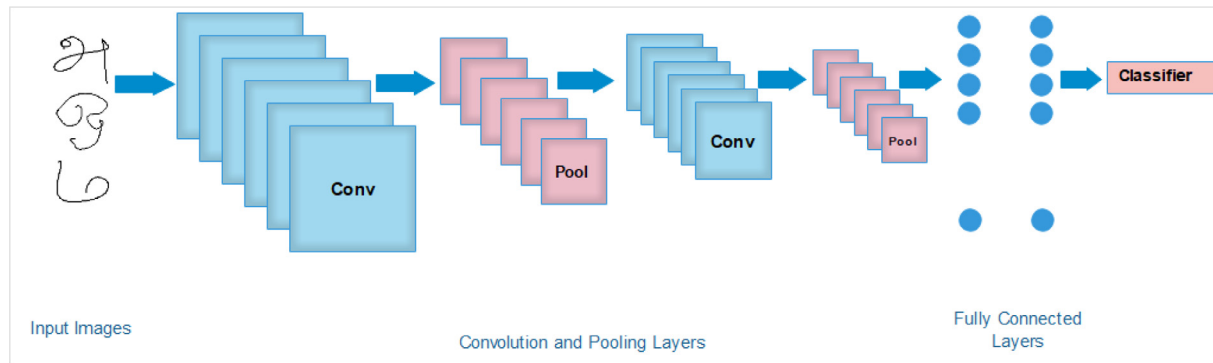 அ
Conv
Pool
Conv
Pool
Classifier
Input Images
Convolution and Pooling Layers
Fully Connected
Layers